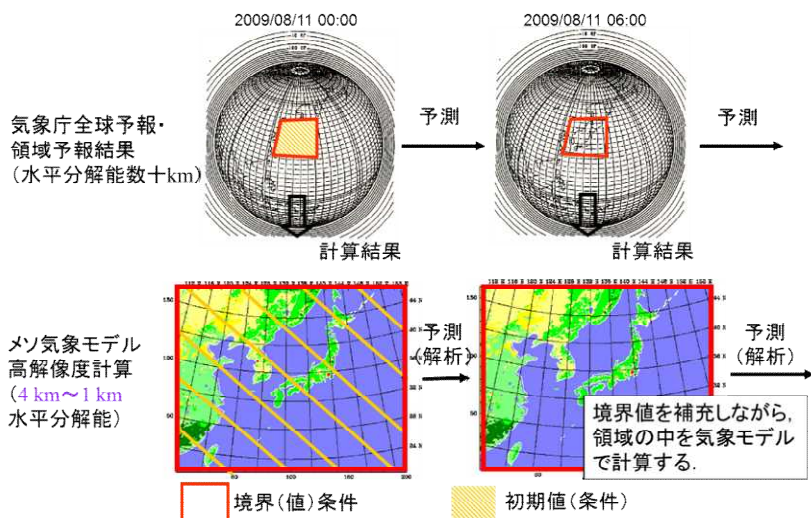 2009/08/11 00:00
2009/08/11 06:00
気象庁全球予報・
領域予報結果
(水平分解能数十km)
予測
予測
計算結果
計算結果
メソ気象モデル
高解像度計算
(4 km～1 km
水平分解能)
予測
(解析)
予測
(解析)
境界値を補充しながら,
領域の中を気象モデル
で計算する.
境界(値)条件
初期値(条件)